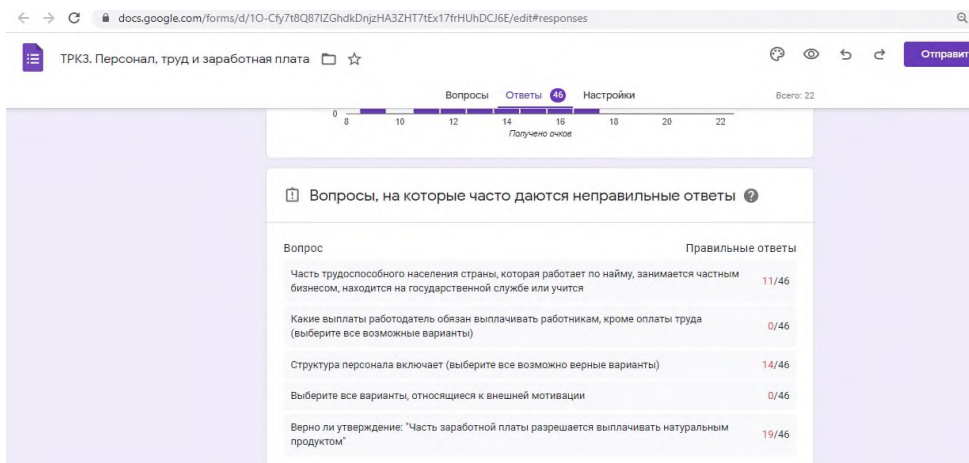 docs.google.com/forms/d/1O-Cfy7t8Q87IZGhdkDnjzHA3ZHT7tEx17frHUhDCJ6E/edit#responses
ТРК3. Персонал, труд и заработная плата
Отправит
Вопросы Ответы 46 Настройки
Всего: 22
0
8 10 12 14 16 18 20 22
Получено очков
Вопросы, на которые часто даются неправильные ответы
Вопрос Правильные ответы
Часть трудоспособного населения страны, которая работает по найму, занимается частным
бизнесом, находится на государственной службе или учится
11/46
Какие выплаты работодатель обязан выплачивать работникам, кроме оплаты труда
(выберите все возможные варианты)
0/46
Структура персонала включает (выберите все возможно верные варианты) 14/46
Выберите все варианты, относящиеся к внешней мотивации 0/46
Верно ли утверждение: "Часть заработной платы разрешается выплачивать натуральным
продуктом"
19/46